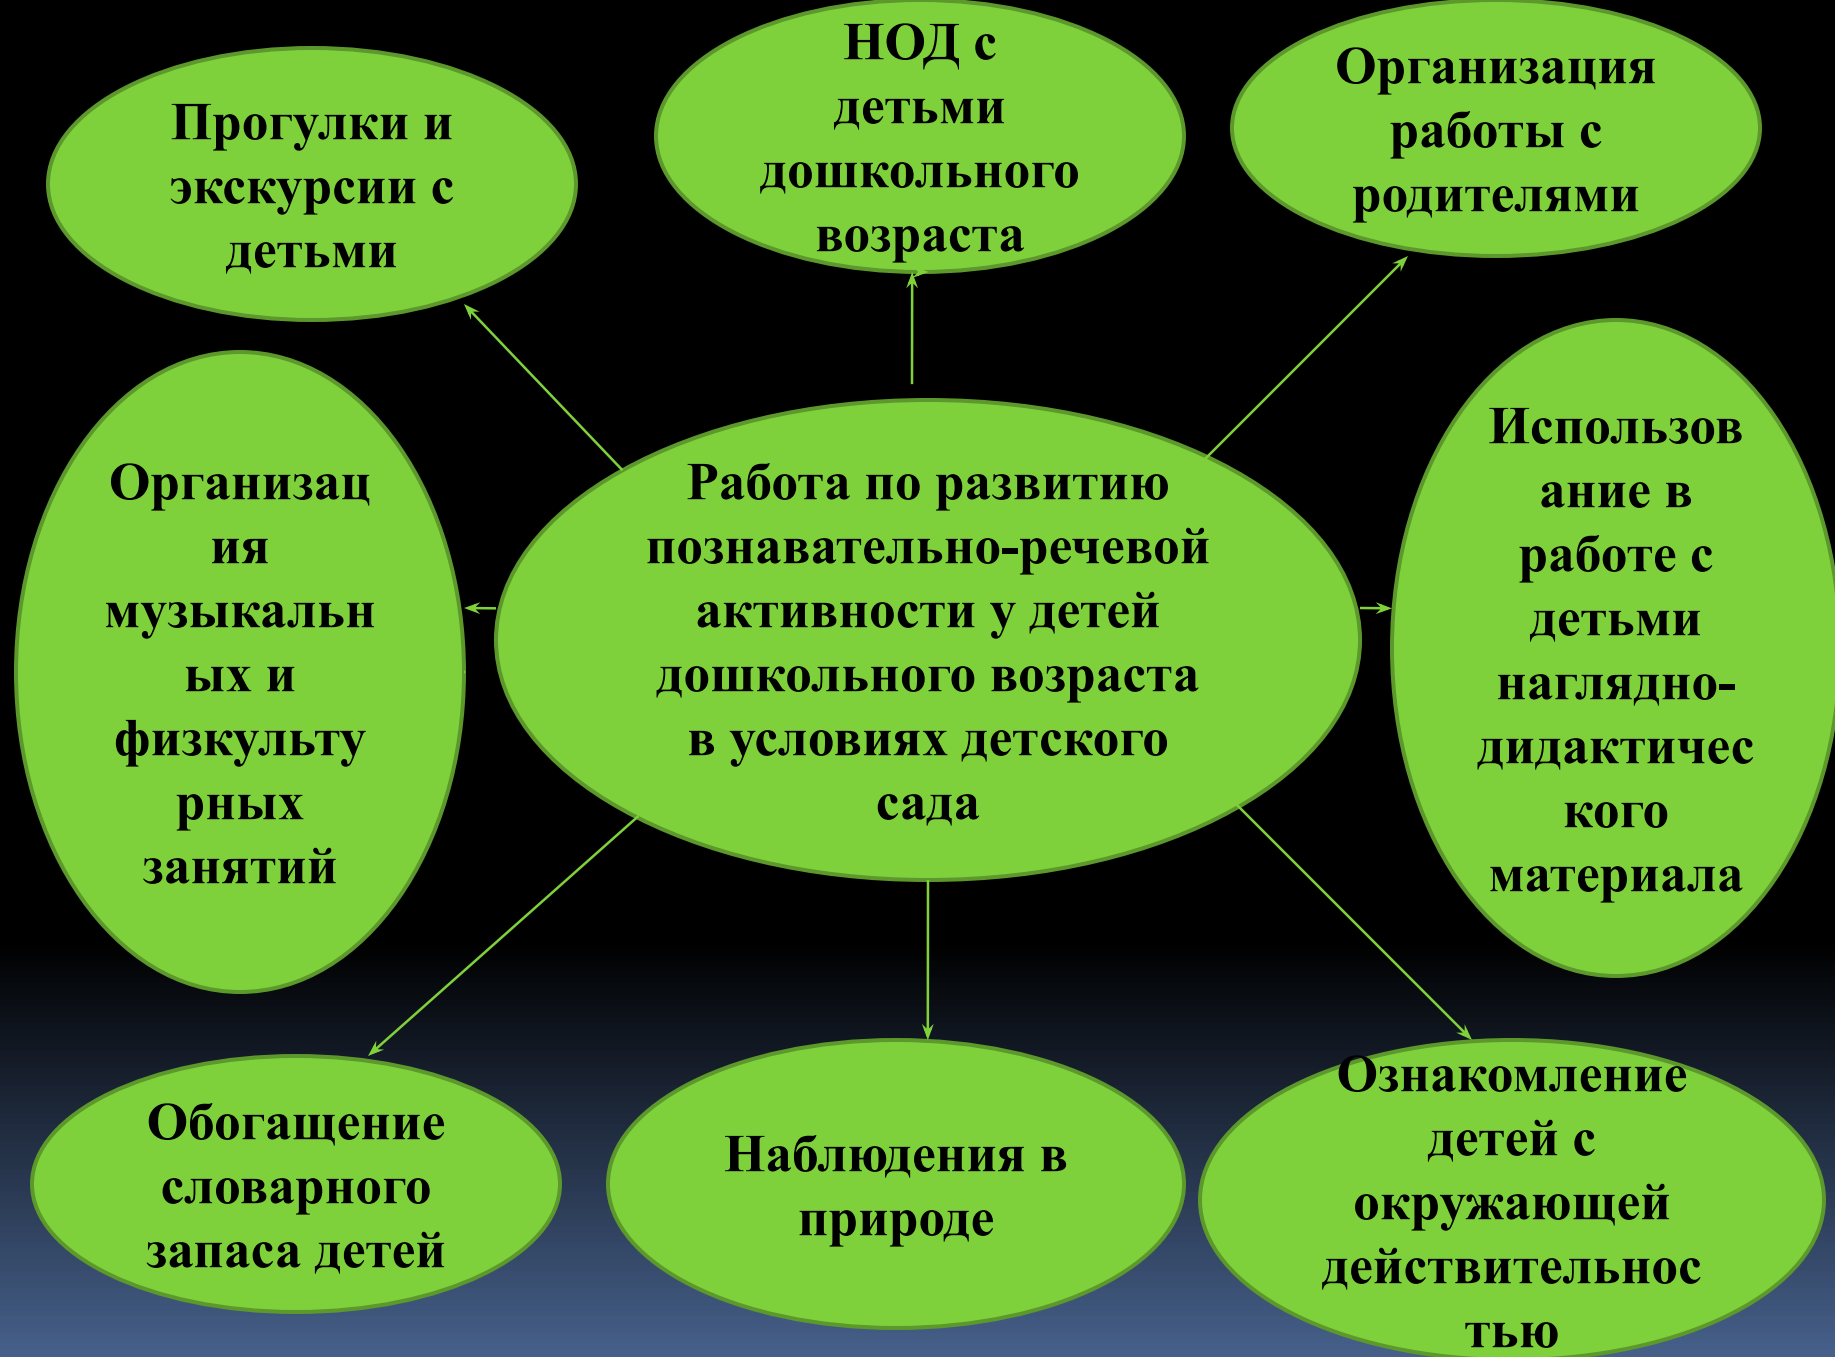 НОД с
детьми
дошкольного
возраста
Организация
работы с
родителями
Прогулки и
экскурсии с
детьми
Использов
ание в
работе с
детьми
наглядно-
дидактичес
кого
материала
Организац
ия
музыкальн
ых и
физкульту
рных
занятий
Работа по развитию
познавательно-речевой
активности у детей
дошкольного возраста
в условиях детского
сада
Обогащение
словарного
запаса детей
Наблюдения в
природе
Ознакомление
детей с
окружающей
действительнос
тью